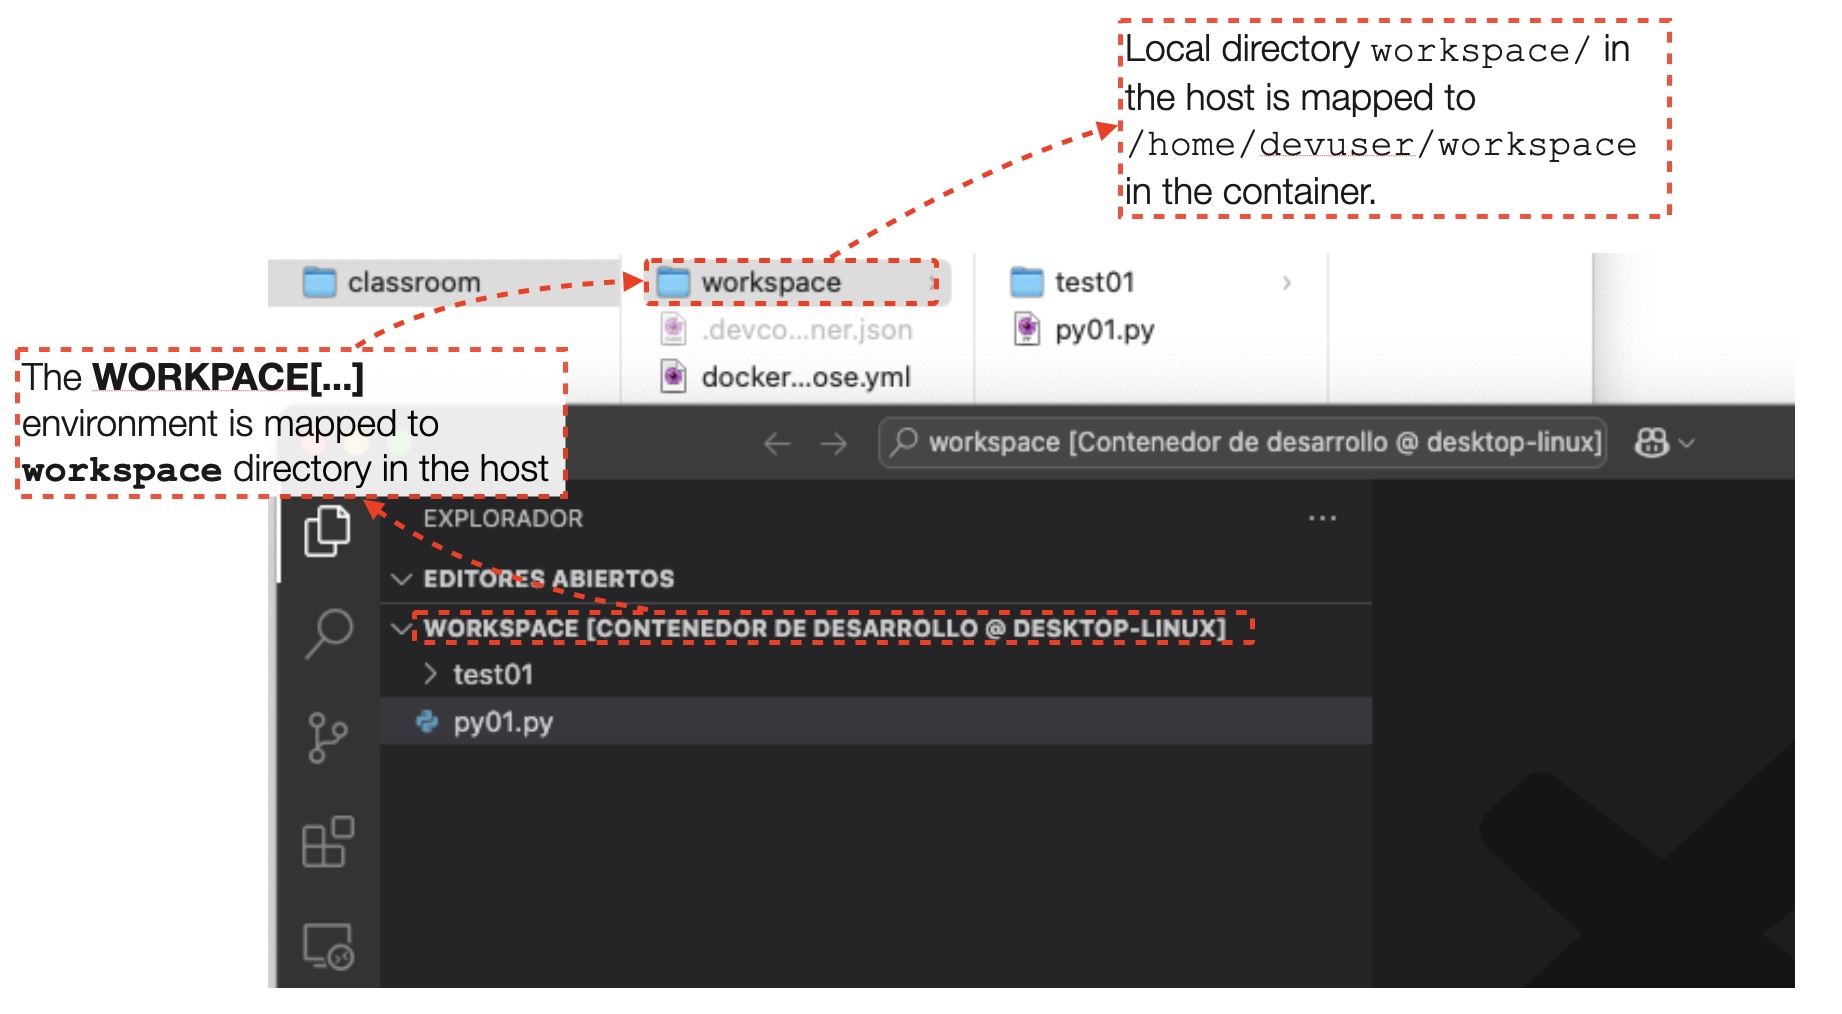 Local directory workspace/ in
the host is mapped to
/home/devuser/workspace
in the container.
classroom
workspace
test01
.devco...ner.json
py01.py
docker...ose.yml
The WORKPACE[...]
environment is mapped to
workspace directory in the host
workspace [Contenedor de desarrollo @ desktop-linux]
EXPLORADOR
EDITORES ABIERTOS
WORKSPACE [CONTENEDOR DE DESARROLLO @ DESKTOP-LINUX]
test01
py01.py